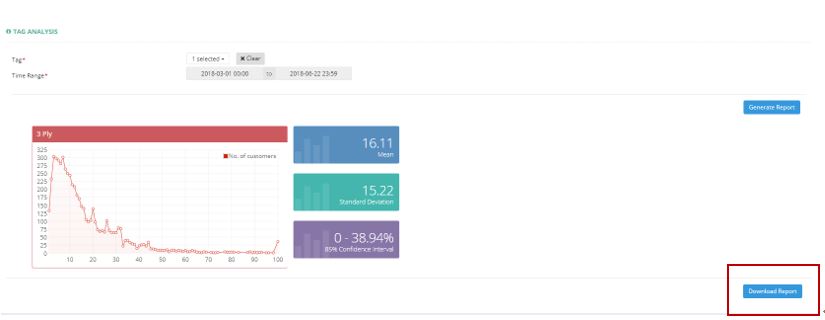 TAG ANALYSIS
Tag*
1 selected
Clear
Time Range*
2018-03-01 00:00 to 2018-06-22 23:59
Generate Report
3 Ply
No. of customers
325
300
275
250
225
200
175
150
125
100
75
50
25
0
10 20 30 40 50 60 70 80 90 100
16.11
Mean
15.22
Standard Deviation
0 - 38.94%
85% Confidence Interval
Download Report